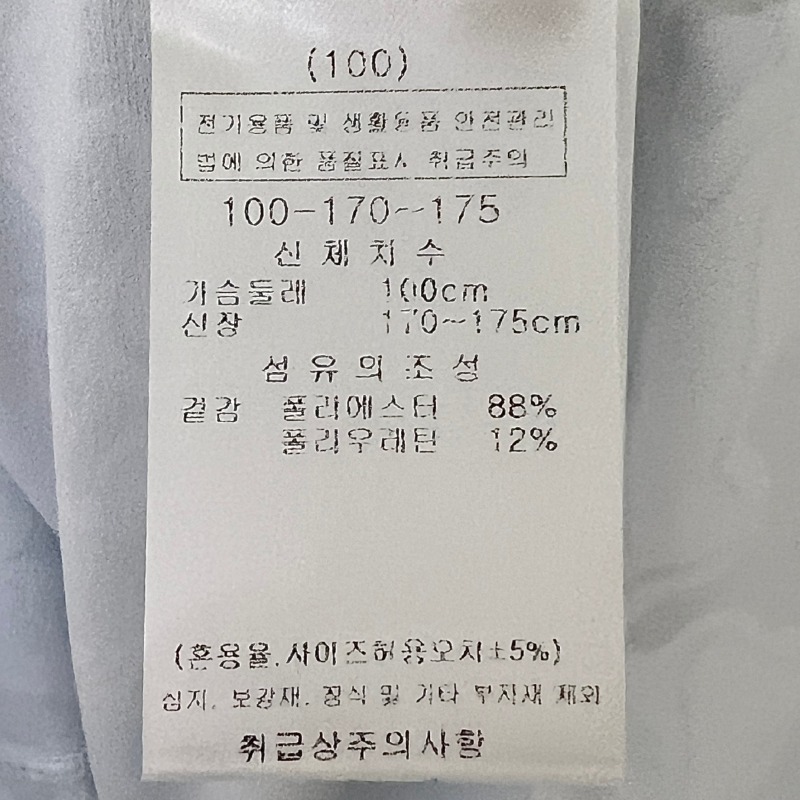 (100)
전기용품 및 생활용품 안전관리
법에 의한 품질표시 취급주의
100-170~175
신체치수
가슴둘레 100cm
신장 170~175cm
섬유의조성
겉감 폴리에스터 88%
폴리우레탄 12%
(혼용율.사이즈허용오차±5%)
심지. 보강재. 장식 및 기타 부자재 제외
취급상주의사항